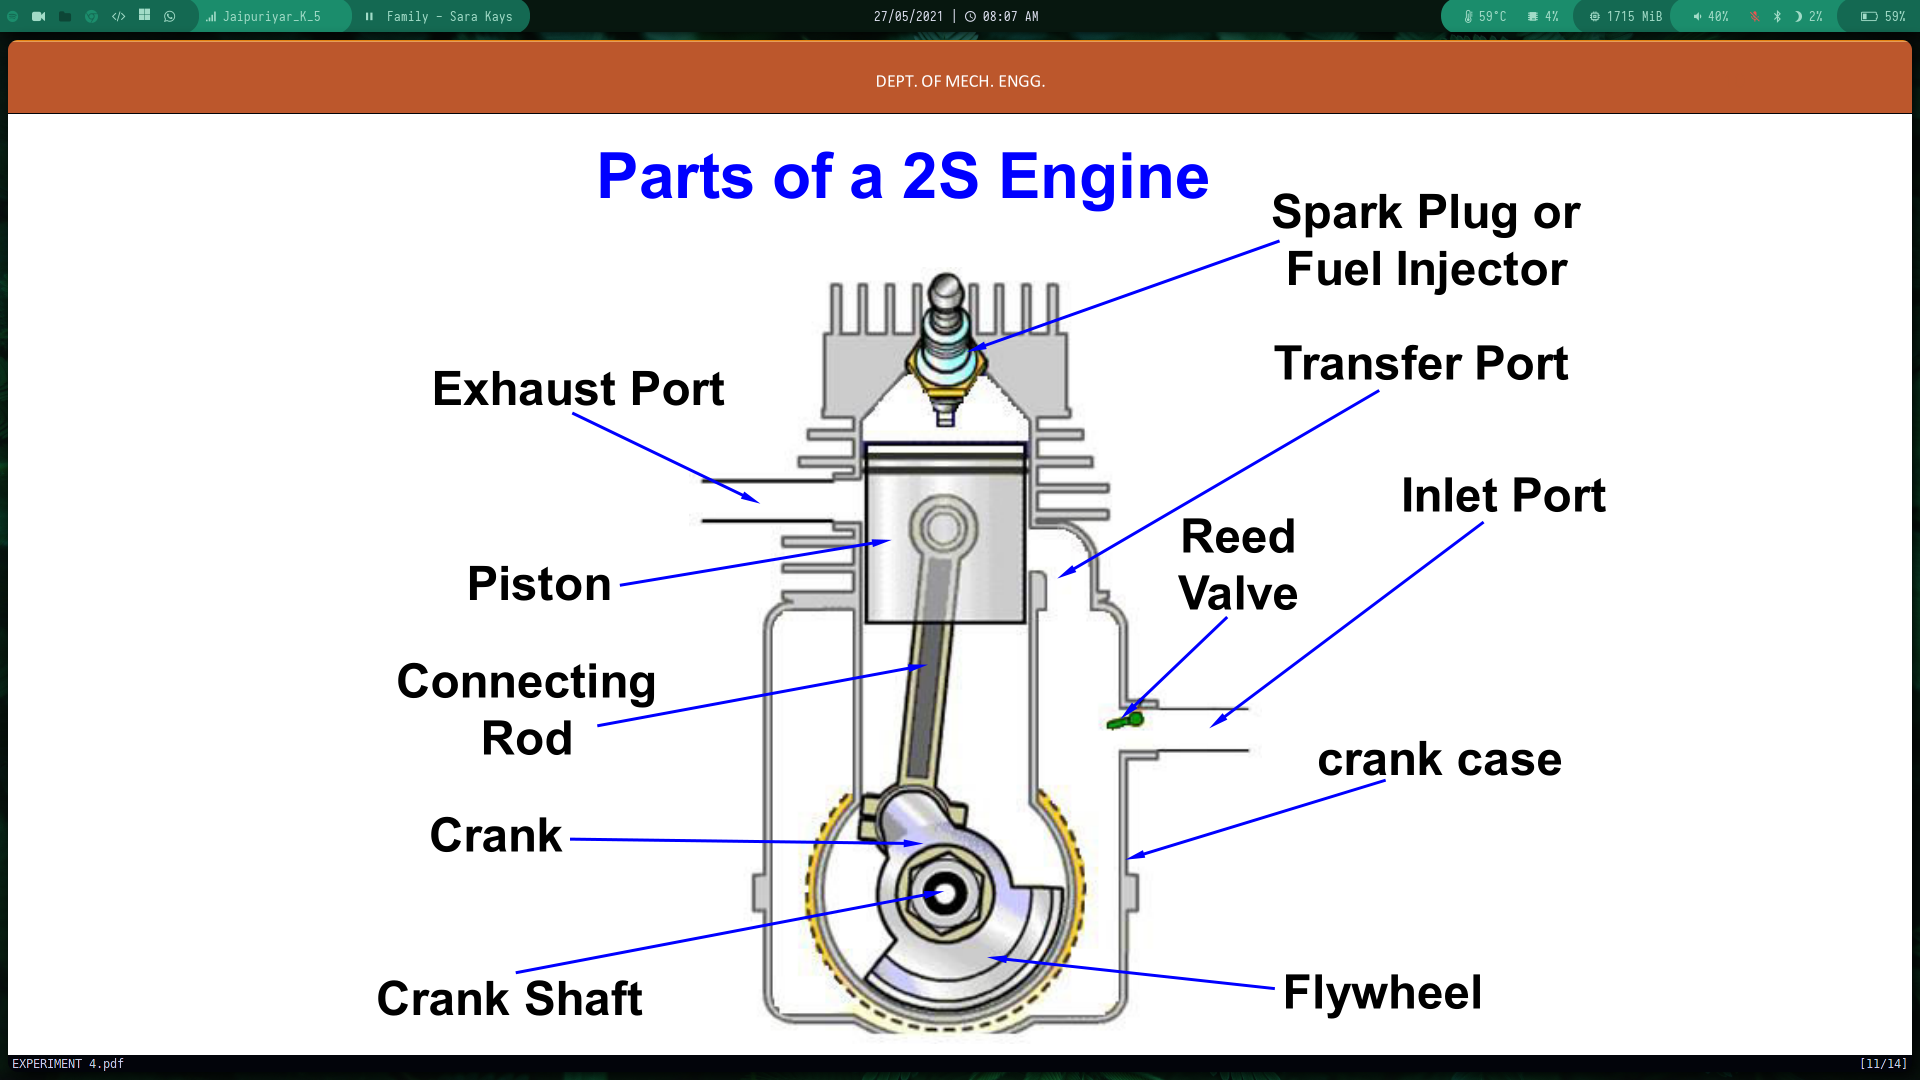 Jaipuriyar_K_5
Family - Sara Kays
27/05/2021 | 08:07 AM
59°C
4%
1715 MiB
40%
2%
59%
DEPT. OF MECH. ENGG.
Parts of a 2S Engine
Spark Plug or
Fuel Injector
Exhaust Port
Transfer Port
Inlet Port
Reed
Valve
Piston
Connecting
Rod
crank case
Crank
Crank Shaft
Flywheel
EXPERIMENT 4.pdf
[11/14]